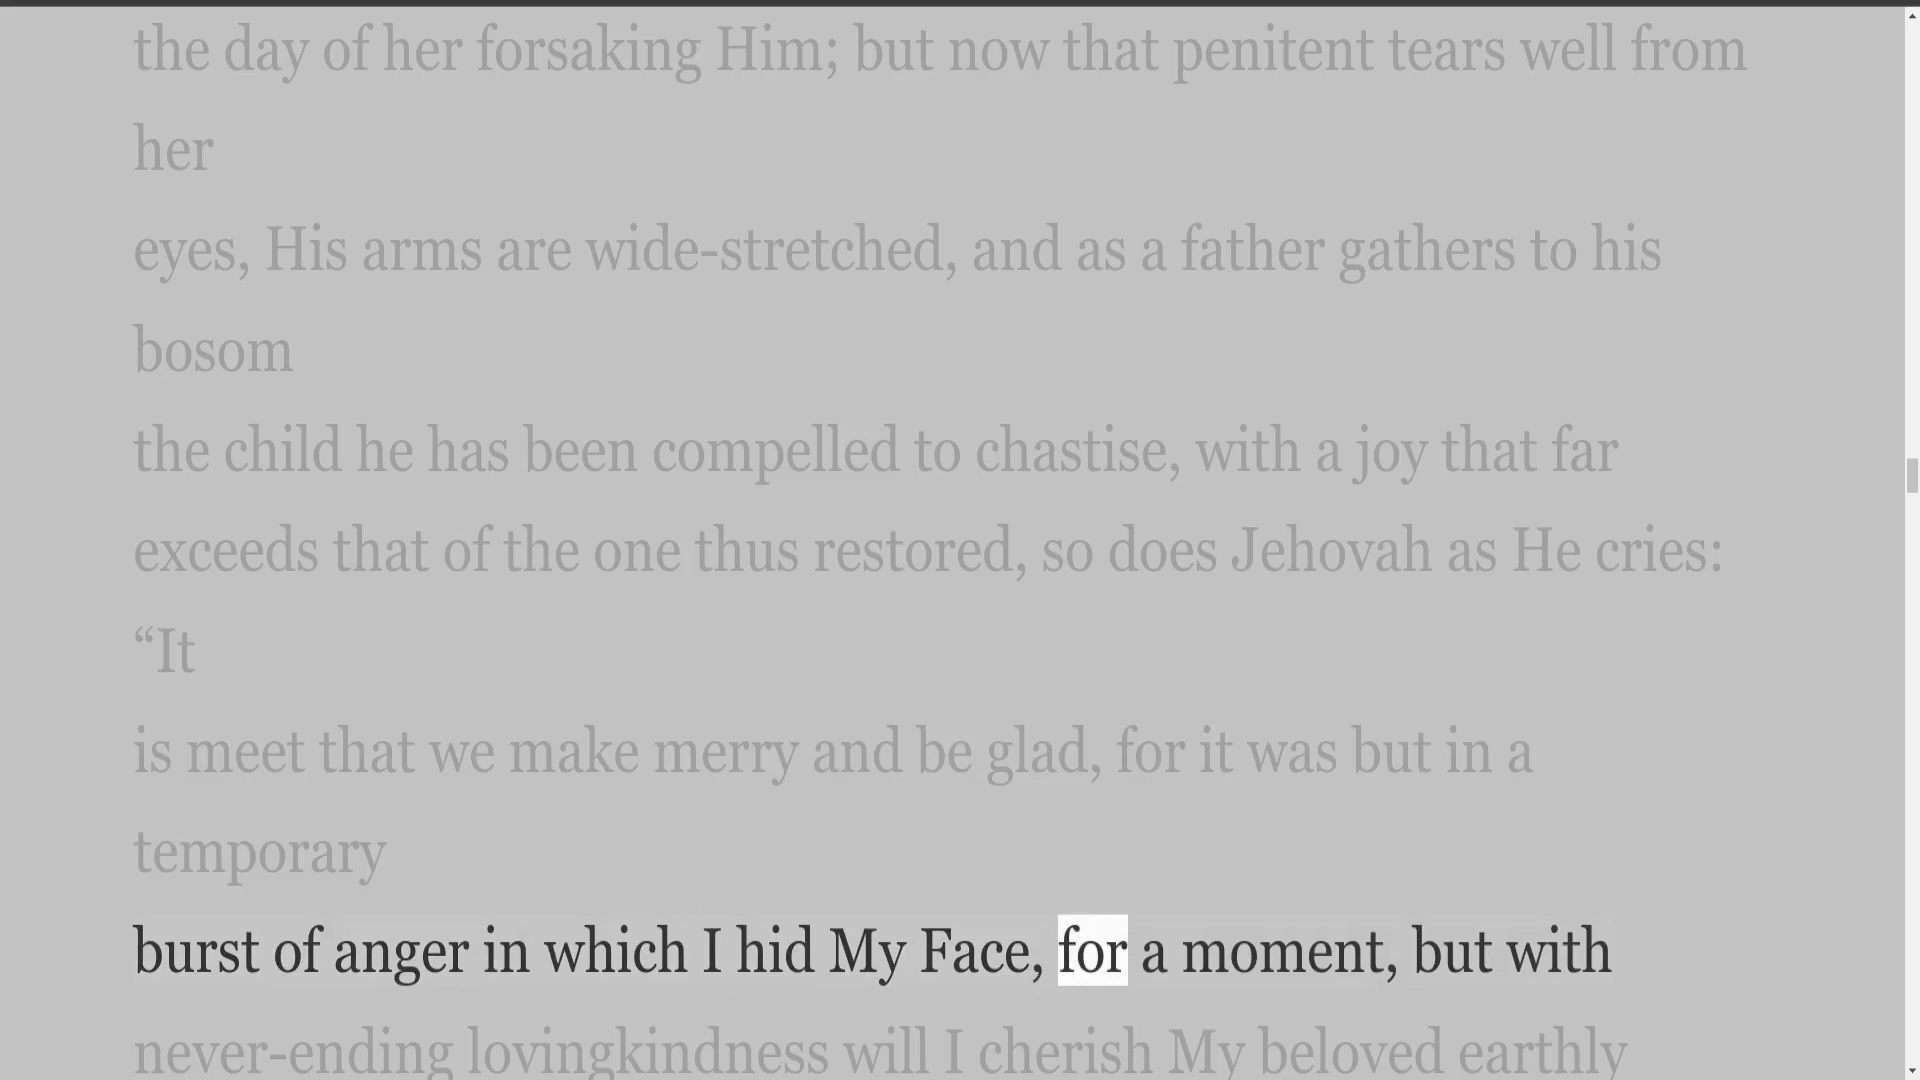 the day of her forsaking Him; but now that penitent tears well from
her
eyes, His arms are wide-stretched, and as a father gathers to his
bosom
the child he has been compelled to chastise, with a joy that far
exceeds that of the one thus restored, so does Jehovah as He cries:
“It
is meet that we make merry and be glad, for it was but in a
temporary
burst of anger in which I hid My Face, for a moment, but with
never-ending lovingkindness will I cherish My beloved earthly